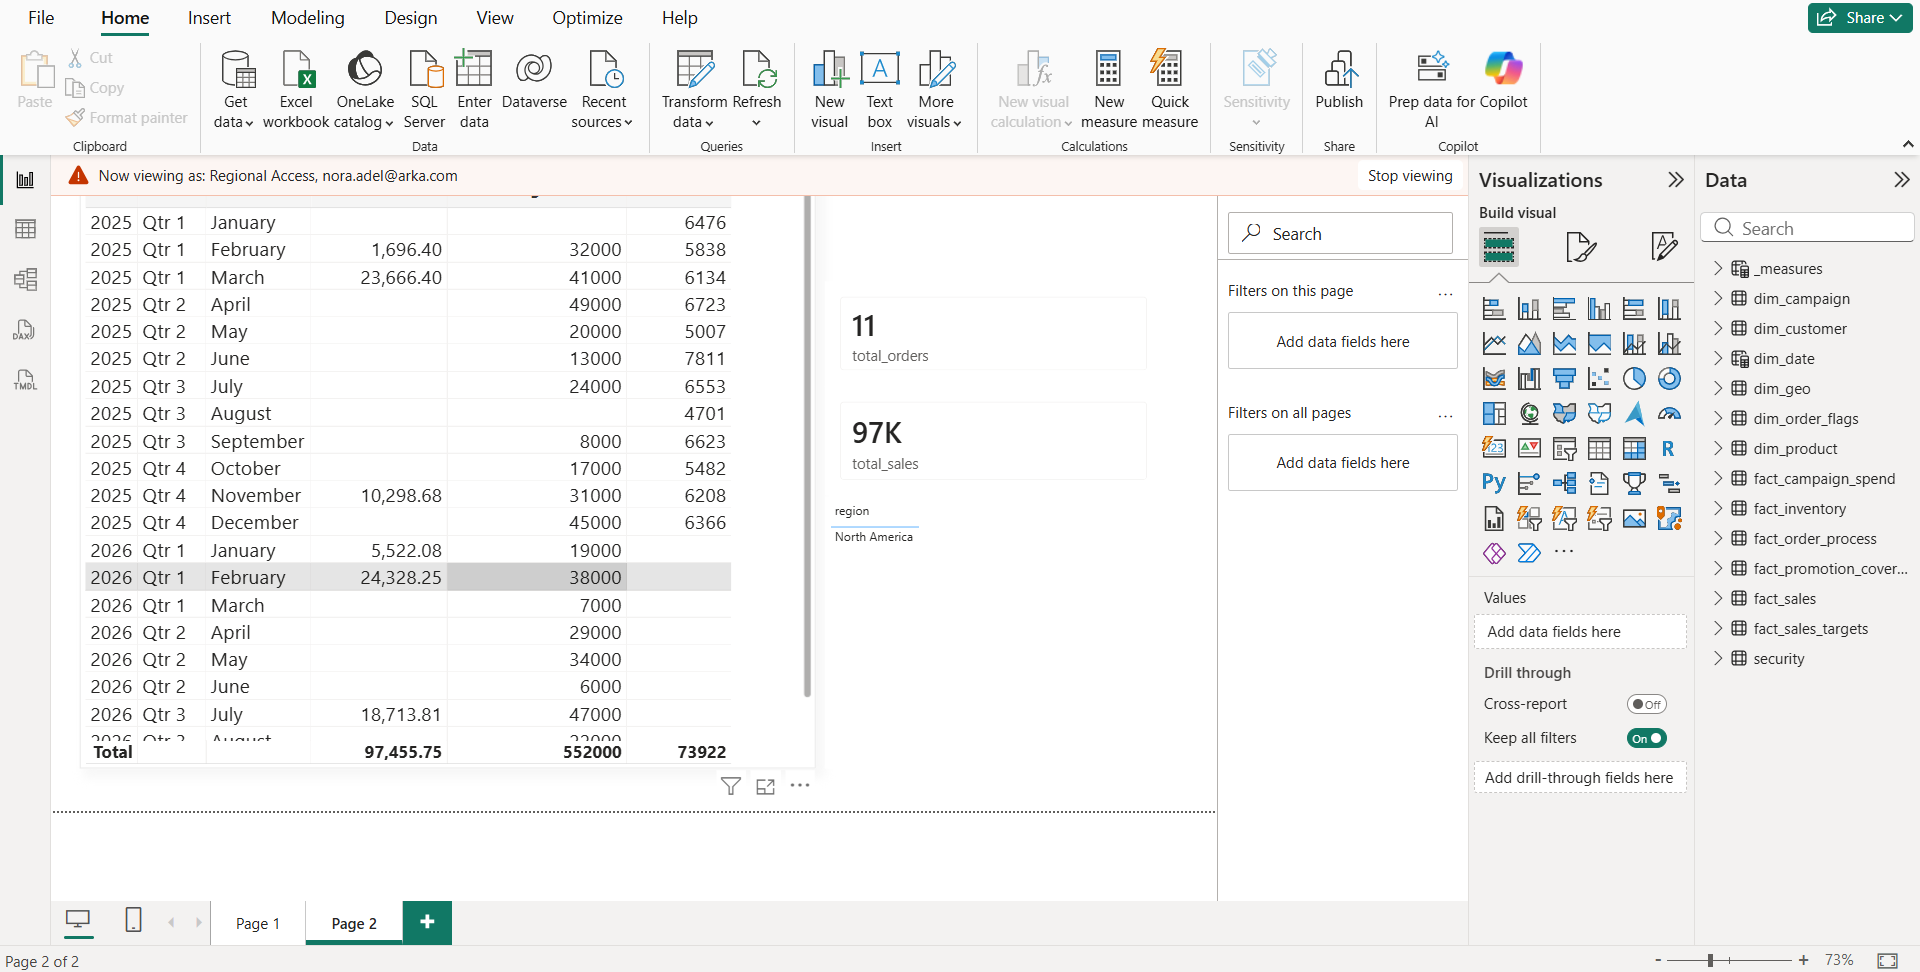 File Home Insert Modeling Design View Optimize Help Share
Paste
Cut
Copy
Format painter
Clipboard
Get data
Excel workbook
OneLake catalog
SQL Server
Enter data
Dataverse
Recent sources
Data
Transform data
Refresh
Queries
New visual
Text box
More visuals
Insert
New visual calculation
New measure
Quick measure
Calculations
Sensitivity
Sensitivity
Publish
Share
Prep data for AI
Copilot
Copilot
Now viewing as: Regional Access, nora.adel@arka.com Stop viewing
2025 Qtr 1 January 6476
2025 Qtr 1 February 1,696.40 32000 5838
2025 Qtr 1 March 23,666.40 41000 6134
2025 Qtr 2 April 49000 6723
2025 Qtr 2 May 20000 5007
2025 Qtr 2 June 13000 7811
2025 Qtr 3 July 24000 6553
2025 Qtr 3 August 4701
2025 Qtr 3 September 8000 6623
2025 Qtr 4 October 17000 5482
2025 Qtr 4 November 10,298.68 31000 6208
2025 Qtr 4 December 45000 6366
2026 Qtr 1 January 5,522.08 19000
2026 Qtr 1 February 24,328.25 38000
2026 Qtr 1 March 7000
2026 Qtr 2 April 29000
2026 Qtr 2 May 34000
2026 Qtr 2 June 6000
2026 Qtr 3 July 18,713.81 47000
Total 97,455.75 552000 73922
11
total_orders
97K
total_sales
region
North America
Search
Filters on this page ...
Add data fields here
Filters on all pages ...
Add data fields here
Visualizations
Build visual
123
R
Py
...
Values
Add data fields here
Drill through
Cross-report Off
Keep all filters On
Add drill-through fields here
Data
Search
_measures
dim_campaign
dim_customer
dim_date
dim_geo
dim_order_flags
dim_product
fact_campaign_spend
fact_inventory
fact_order_process
fact_promotion_cover...
fact_sales
fact_sales_targets
security
DAX
TMDL
Page 1 Page 2 +
Page 2 of 2 - + 73%